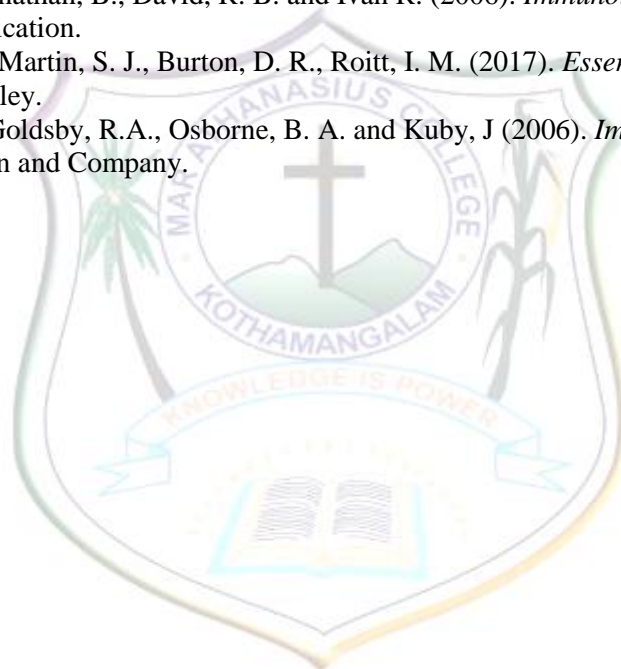 nathan, B., David, R. B. and Ivan R. (2006). Immuno
ication.
Martin, S. J., Burton, D. R., Roitt, I. M. (2017). Essen
ley.
Goldsby, R.A., Osborne, B. A. and Kuby, J (2006). Im
n and Company.
MAR ATHANASIUS COLLEGE
KOTHAMANGALAM
KNOWLEDGE IS POWER